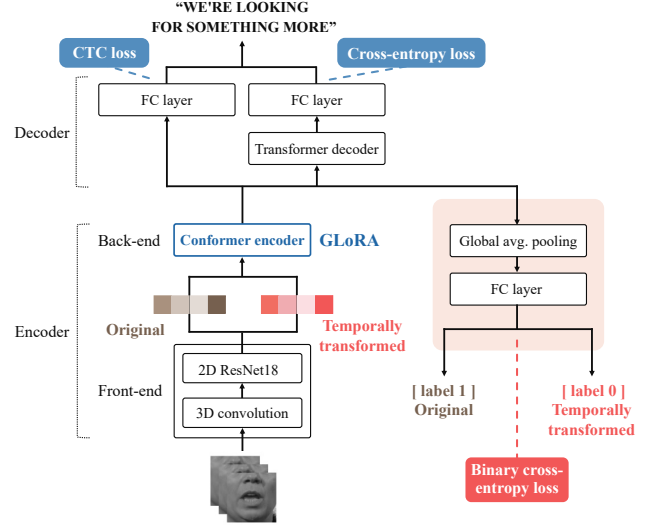 “WE'RE LOOKING
FOR SOMETHING MORE”
CTC loss
Cross-entropy loss
FC layer
FC layer
Decoder
Transformer decoder
Back-end
Conformer encoder
GLoRA
Global avg. pooling
FC layer
Encoder
Original
Temporally
transformed
2D ResNet18
Front-end
3D convolution
[ label 1 ]
Original
[ label 0 ]
Temporally
transformed
Binary cross-
entropy loss